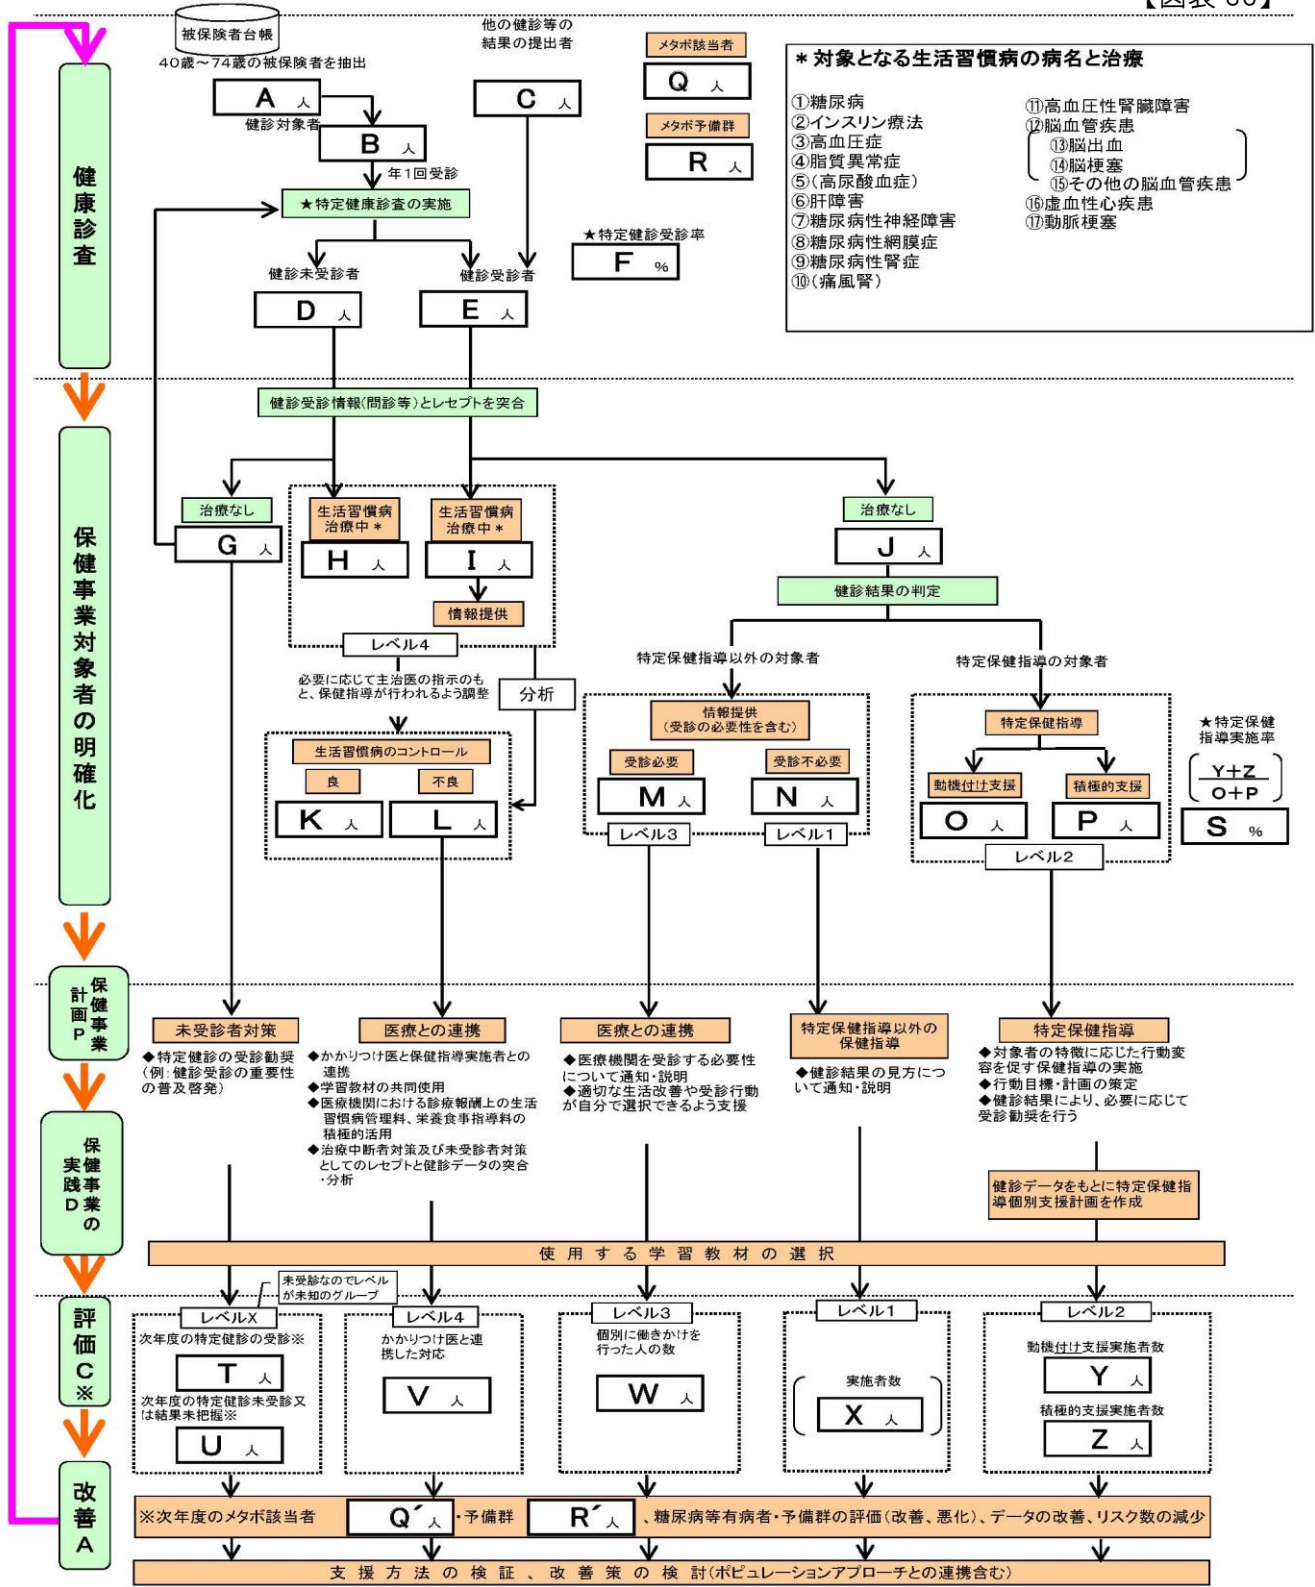 被保険者台帳
40歳～74歳の被保険者を抽出
A 人
健診対象者
B 人
年1回受診
他の健診等の
結果の提出者
C 人
メタボ該当者
Q 人
メタボ予備群
R 人
＊対象となる生活習慣病の病名と治療
①糖尿病
②インスリン療法
③高血圧症
④脂質異常症
⑤(高尿酸血症)
⑥肝障害
⑦糖尿病性神経障害
⑧糖尿病性網膜症
⑨糖尿病性腎症
⑩(痛風腎)
⑪高血圧性腎臓障害
⑫脳血管疾患
⑬脳出血
⑭脳梗塞
⑮その他の脳血管疾患
⑯虚血性心疾患
⑰動脈梗塞
健康診査
★特定健康診査の実施
★特定健診受診率
F %
健診未受診者
D 人
健診受診者
E 人
健診受診情報(問診等)とレセプトを突合
保健事業対象者の明確化
治療なし
G 人
生活習慣病
治療中＊
H 人
生活習慣病
治療中＊
I 人
情報提供
レベル4
治療なし
J 人
健診結果の判定
必要に応じて主治医の指示のも
と、保健指導が行われるよう調整
分析
生活習慣病のコントロール
良
不良
K 人
L 人
特定保健指導以外の対象者
情報提供
(受診の必要性を含む)
受診必要
受診不必要
M 人
N 人
レベル3
レベル1
特定保健指導の対象者
特定保健指導
動機付け支援
積極的支援
O 人
P 人
レベル2
★特定保健
指導実施率
Y+Z
O+P
S %
保健事業
計画P
未受診者対策
◆特定健診の受診勧奨
(例:健診受診の重要性
の普及啓発)
医療との連携
◆かかりつけ医と保健指導実施者との
連携
◆学習教材の共同使用
◆医療機関における診療報酬上の生活
習慣病管理料、栄養食事指導料の
積極的活用
◆治療中断者対策及び未受診者対策
としてのレセプトと健診データの突合
・分析
医療との連携
◆医療機関を受診する必要性
について通知・説明
◆適切な生活改善や受診行動
が自分で選択できるよう支援
特定保健指導以外の
保健指導
◆健診結果の見方につ
いて通知・説明
特定保健指導
◆対象者の特徴に応じた行動変
容を促す保健指導の実施
◆行動目標・計画の策定
◆健診結果により、必要に応じて
受診勧奨を行う
保健事業の
実践D
健診データをもとに特定保健指
導個別支援計画を作成
使用する学習教材の選択
評価C※
未受診なのでレベル
が未知のグループ
レベルX
次年度の特定健診の受診※
T 人
次年度の特定健診未受診又
は結果未把握※
U 人
レベル4
かかりつけ医と連
携した対応
V 人
レベル3
個別に働きかけを
行った人の数
W 人
レベル1
実施者数
X 人
レベル2
動機付け支援実施者数
Y 人
積極的支援実施者数
Z 人
改善A
※次年度のメタボ該当者 Q´人 ・予備群 R´人 、糖尿病等有病者・予備群の評価(改善、悪化)、データの改善、リスク数の減少
支援方法の検証、改善策の検討(ポピュレーションアプローチとの連携含む)